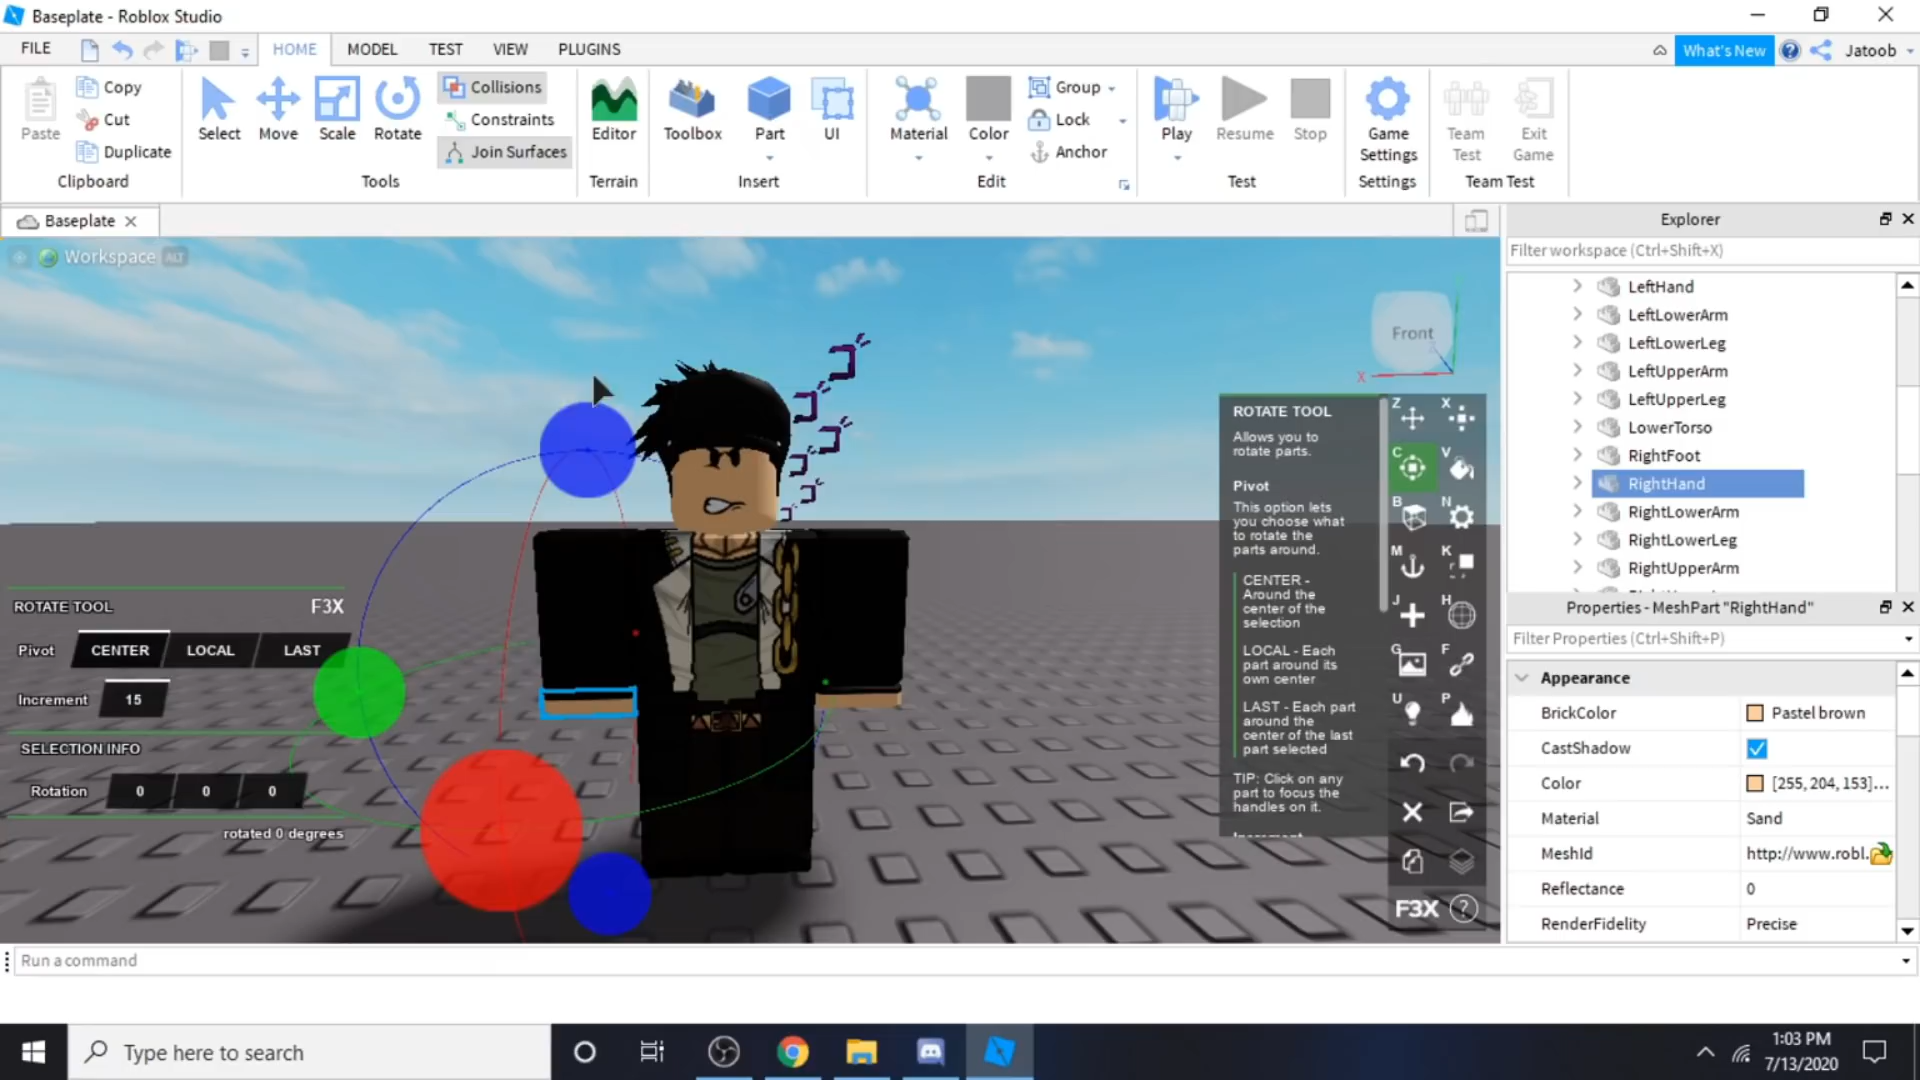 Baseplate - Roblox Studio
FILE
HOME
MODEL
TEST
VIEW
PLUGINS
What's New
Jatoob
Paste
Copy
Cut
Duplicate
Clipboard
Select
Move
Scale
Rotate
Collisions
Constraints
Join Surfaces
Tools
Editor
Terrain
Toolbox
Part
UI
Insert
Material
Color
Group
Lock
Anchor
Edit
Play
Resume
Stop
Test
Game
Settings
Settings
Team
Test
Exit
Game
Team Test
Baseplate
Workspace ALT
Front
X
ROTATE TOOL
Allows you to
rotate parts.
Pivot
This option lets
you choose what
to rotate the
parts around.
CENTER -
Around the
center of the
selection
LOCAL - Each
part around its
own center
LAST - Each part
around the
center of the last
part selected
TIP: Click on any
part to focus the
handles on it.
Increment
Z
X
C
V
B
N
M
K
J
H
G
F
U
P
F3X ?
ROTATE TOOL F3X
Pivot CENTER LOCAL LAST
Increment 15
SELECTION INFO
Rotation 0 0 0
rotated 0 degrees
Explorer
Filter workspace (Ctrl+Shift+X)
LeftHand
LeftLowerArm
LeftLowerLeg
LeftUpperArm
LeftUpperLeg
LowerTorso
RightFoot
RightHand
RightLowerArm
RightLowerLeg
RightUpperArm
Properties - MeshPart "RightHand"
Filter Properties (Ctrl+Shift+P)
Appearance
BrickColor Pastel brown
CastShadow
Color [255, 204, 153]...
Material Sand
MeshId http://www.robl.
Reflectance 0
RenderFidelity Precise
Run a command
Type here to search
1:03 PM
7/13/2020